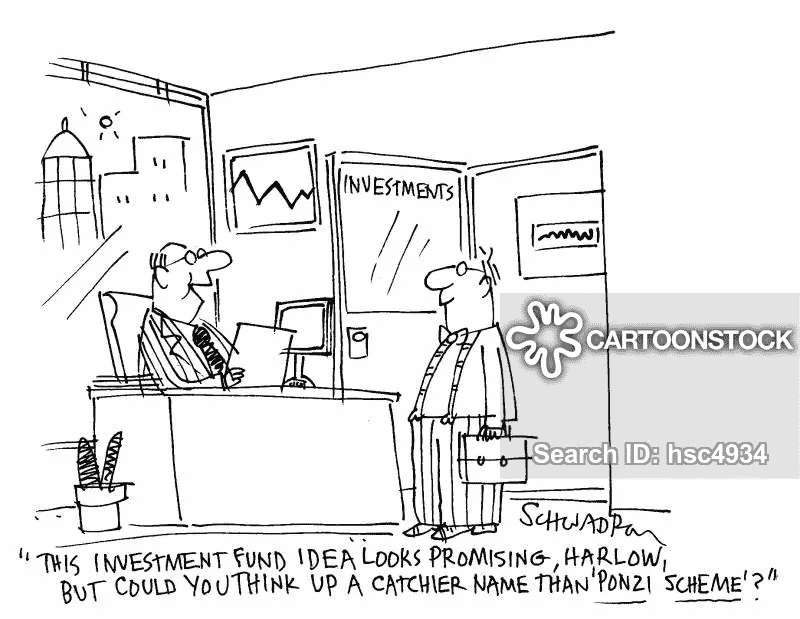 INVESTMENTS
CARTOONSTOCK
Search ID: hsc4934
SCHWADRON
"THIS INVESTMENT FUND IDEA LOOKS PROMISING, HARLOW,
BUT COULD YOU THINK UP A CATCHIER NAME THAN 'PONZI SCHEME'?"